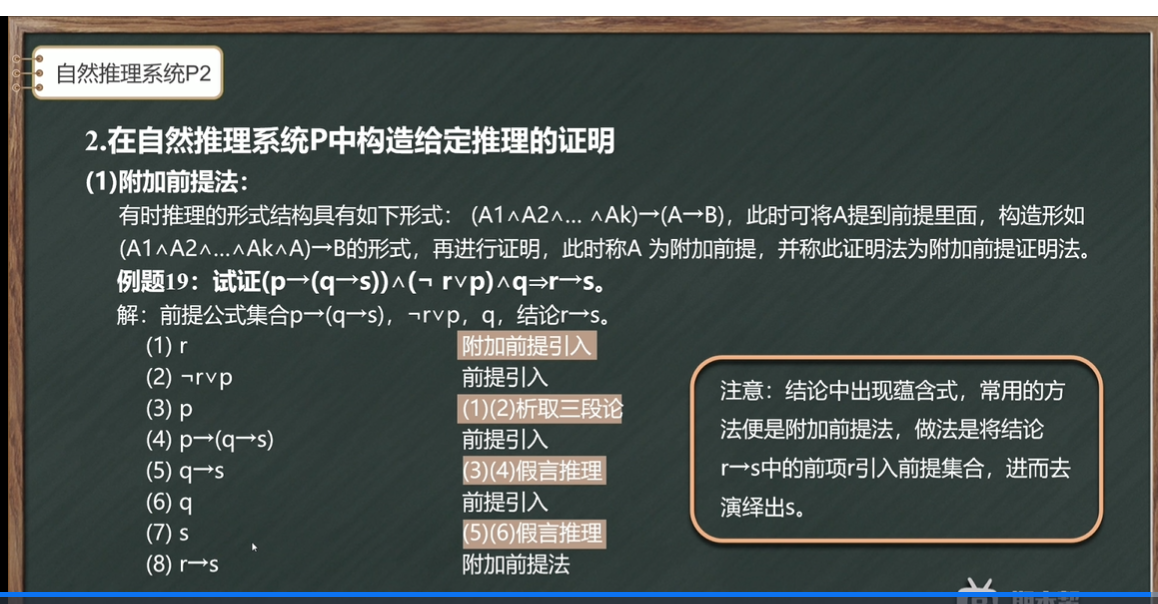 自然推理系统P2
2.在自然推理系统P中构造给定推理的证明
(1)附加前提法：
有时推理的形式结构具有如下形式： (A1∧A2∧... ∧Ak)→(A→B)，此时可将A提到前提里面，构造形如
(A1∧A2∧...∧Ak∧A)→B的形式，再进行证明，此时称A 为附加前提，并称此证明法为附加前提证明法。
例题19：试证(p→(q→s))∧(¬ r∨p)∧q⇒r→s。
解：前提公式集合p→(q→s)，¬r∨p，q，结论r→s。
(1) r 附加前提引入
(2) ¬r∨p 前提引入
(3) p (1)(2)析取三段论
(4) p→(q→s) 前提引入
(5) q→s (3)(4)假言推理
(6) q 前提引入
(7) s (5)(6)假言推理
(8) r→s 附加前提法
注意：结论中出现蕴含式，常用的方
法便是附加前提法，做法是将结论
r→s中的前项r引入前提集合，进而去
演绎出s。